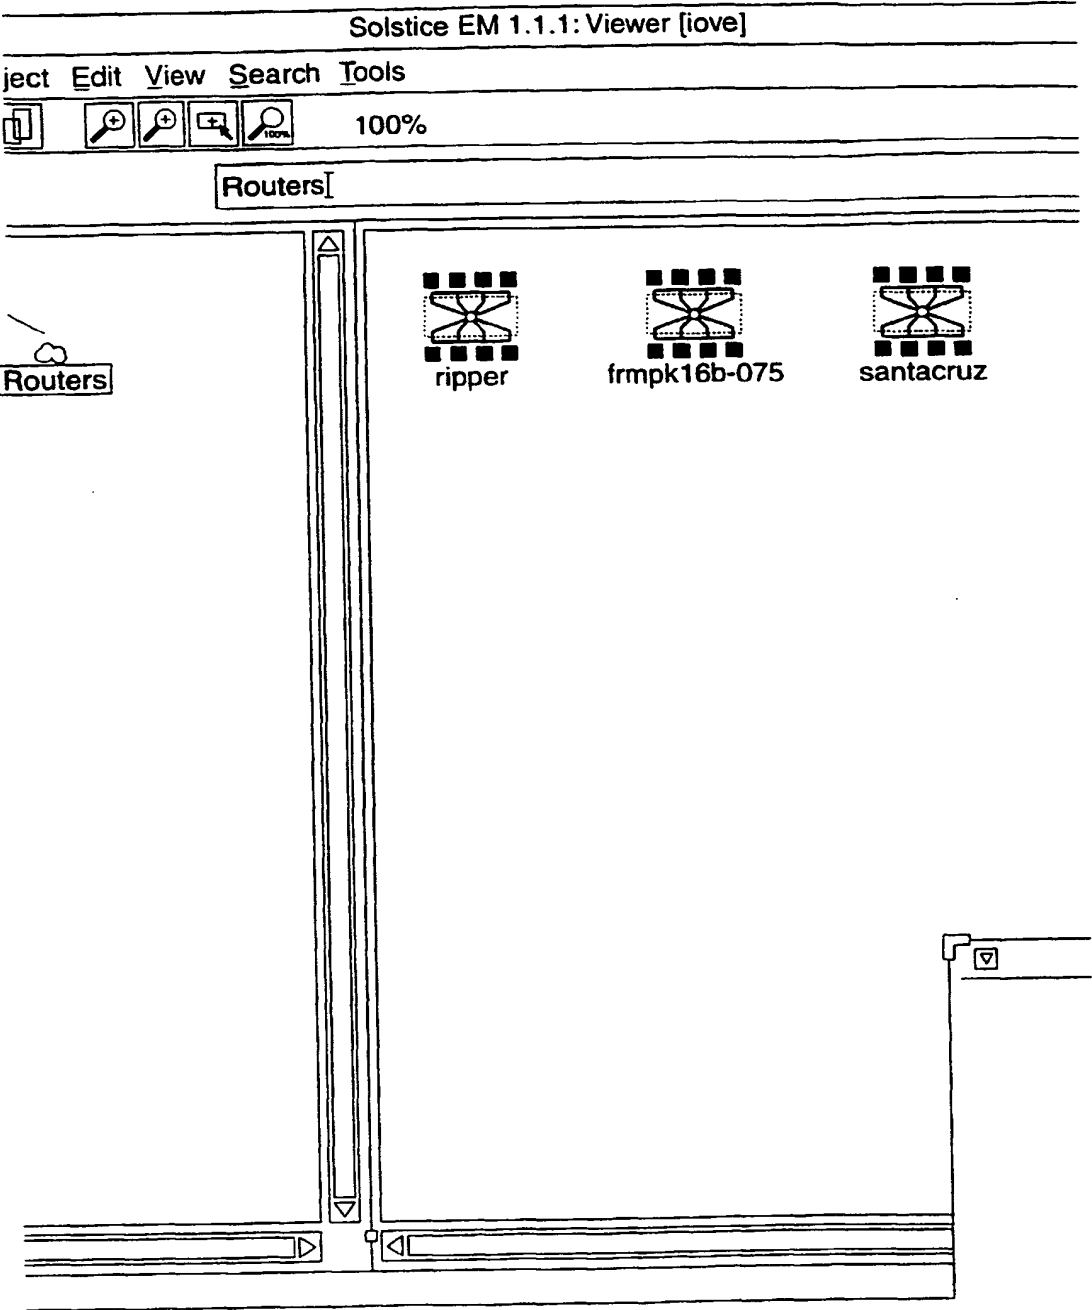 Solstice EM 1.1.1: Viewer [iove]
ject Edit View Search Tools
100%
100%
Routers
Routers
ripper frmpk16b-075 santacruz